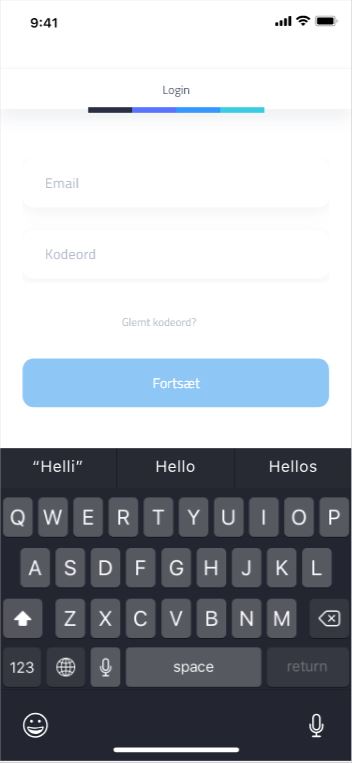 9:41
Login
Email
Kodeord
Glemt kodeord?
Fortsæt
“Helli” Hello Hellos
Q W E R T Y U I O P
A S D F G H J K L
Z X C V B N M
123 space return